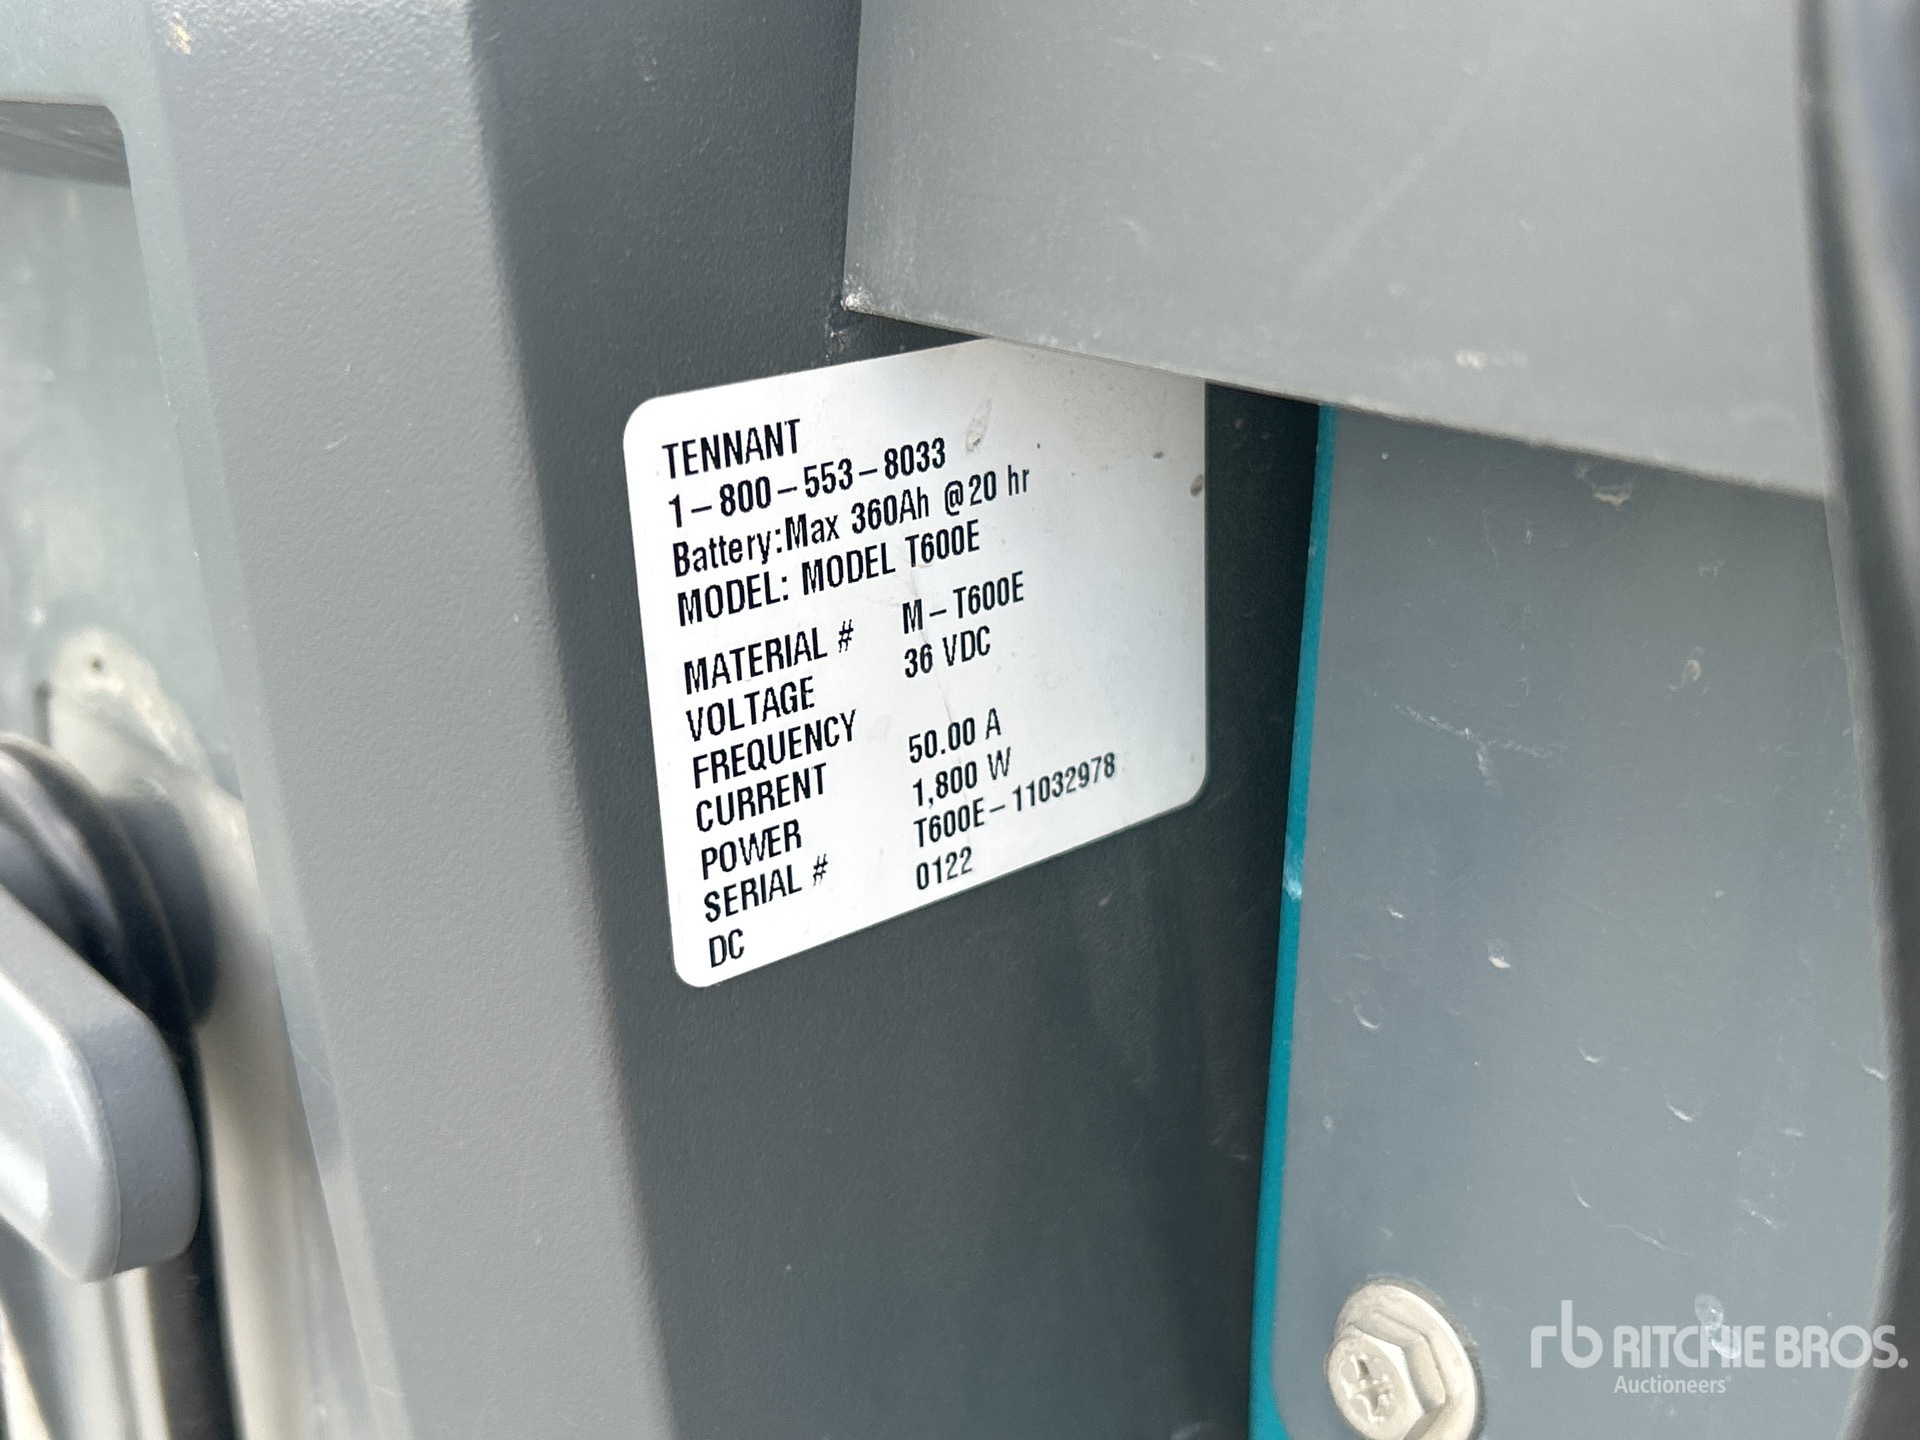 TENNANT
1-800-553-8033
Battery:Max 360Ah @20 hr
MODEL: MODEL T600E
MATERIAL # M-T600E
VOLTAGE 36 VDC
FREQUENCY
CURRENT 50.00 A
POWER 1,800 W
SERIAL # T600E-11032978
DC 0122
rb RITCHIE BROS.
Auctioneers